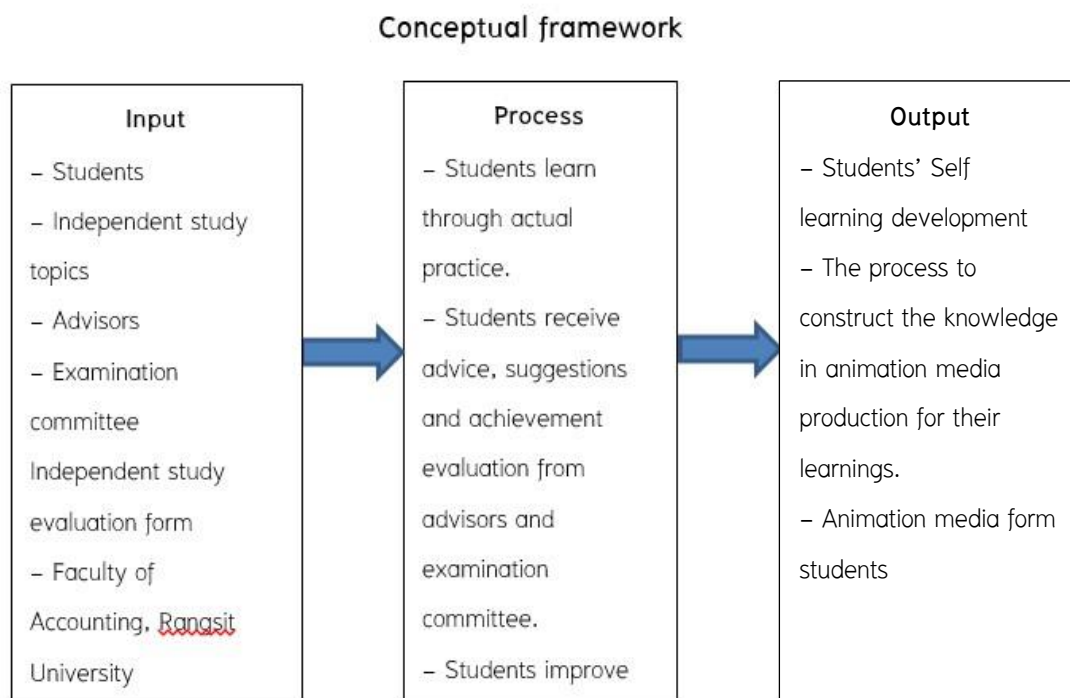 Conceptual framework
Input
– Students
– Independent study
topics
– Advisors
– Examination
committee
Independent study
evaluation form
– Faculty of
Accounting, Rangsit
University
Process
– Students learn
through actual
practice.
– Students receive
advice, suggestions
and achievement
evaluation from
advisors and
examination
committee.
– Students improve
Output
– Students’ Self
learning development
– The process to
construct the knowledge
in animation media
production for their
learnings.
– Animation media form
students